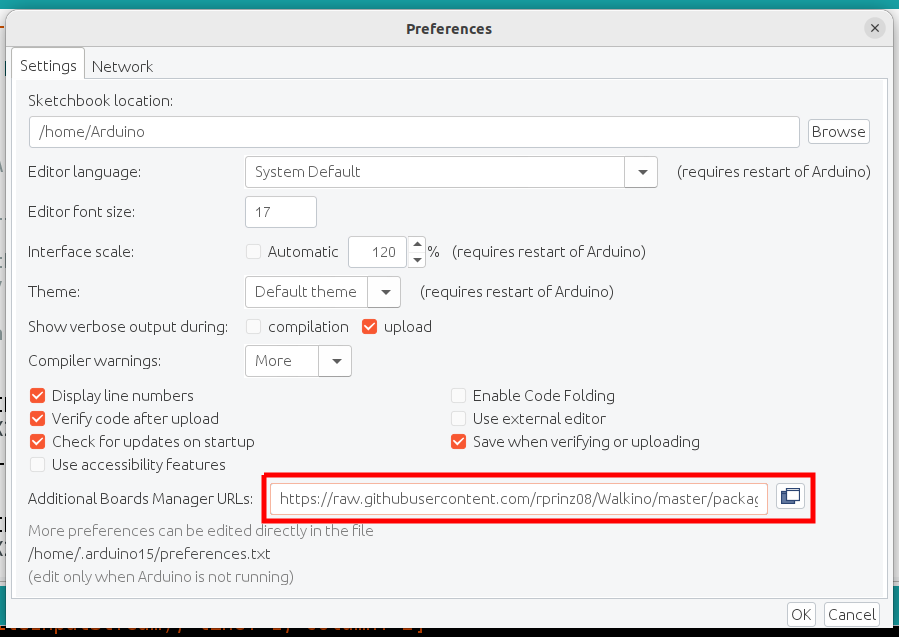 Preferences
Settings Network
Sketchbook location:
/home/Arduino Browse
Editor language: System Default (requires restart of Arduino)
Editor font size: 17
Interface scale: Automatic 120 % (requires restart of Arduino)
Theme: Default theme (requires restart of Arduino)
Show verbose output during: compilation upload
Compiler warnings: More
Display line numbers Enable Code Folding
Verify code after upload Use external editor
Check for updates on startup Save when verifying or uploading
Use accessibility features
Additional Boards Manager URLs: https://raw.githubusercontent.com/rprinz08/Walkino/master/packag
More preferences can be edited directly in the file
/home/.arduino15/preferences.txt
(edit only when Arduino is not running)
OK Cancel